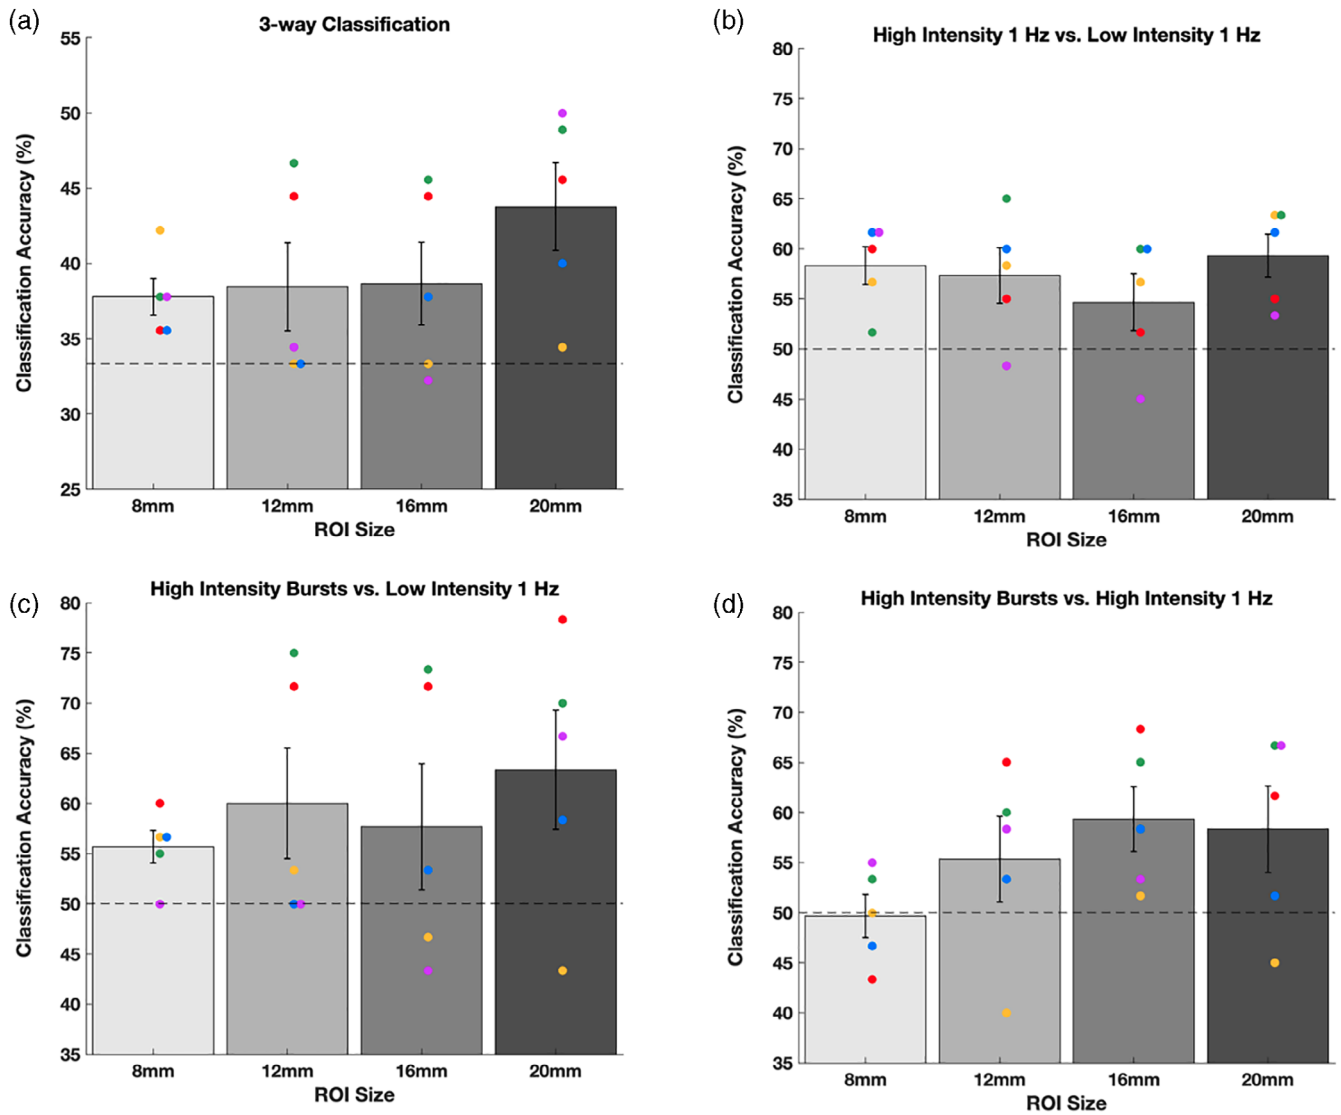 (a)
3-way Classification
55
50
45
40
35
30
25
Classification Accuracy (%)
8mm 12mm 16mm 20mm
ROI Size
(b)
High Intensity 1 Hz vs. Low Intensity 1 Hz
80
75
70
65
60
55
50
45
40
35
Classification Accuracy (%)
8mm 12mm 16mm 20mm
ROI Size
(c)
High Intensity Bursts vs. Low Intensity 1 Hz
80
75
70
65
60
55
50
45
40
35
Classification Accuracy (%)
8mm 12mm 16mm 20mm
ROI Size
(d)
High Intensity Bursts vs. High Intensity 1 Hz
80
75
70
65
60
55
50
45
40
35
Classification Accuracy (%)
8mm 12mm 16mm 20mm
ROI Size